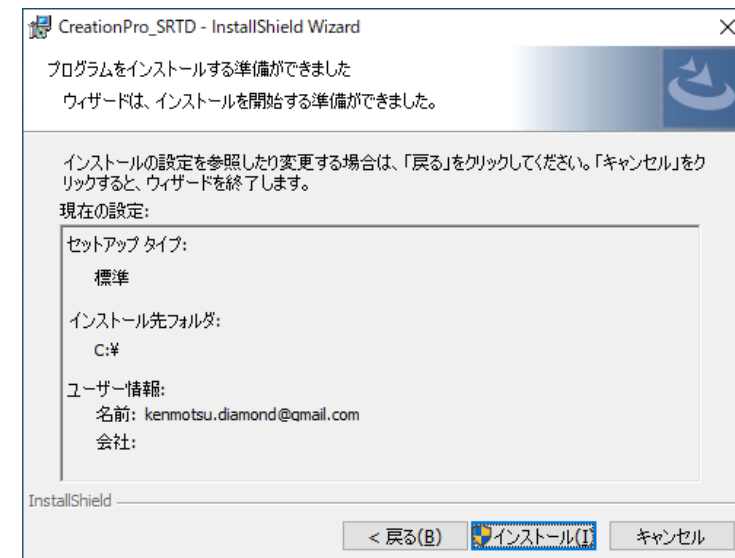 CreationPro_SRTD - InstallShield Wizard
プログラムをインストールする準備ができました
ウィザードは、インストールを開始する準備ができました。
インストールの設定を参照したり変更する場合は、「戻る」をクリックしてください。「キャンセル」をク
リックすると、ウィザードを終了します。
現在の設定:
セットアップ タイプ:
標準
インストール先フォルダ:
C:¥
ユーザー情報:
名前: kenmotsu.diamond@gmail.com
会社:
InstallShield
< 戻る(B)
インストール(I)
キャンセル